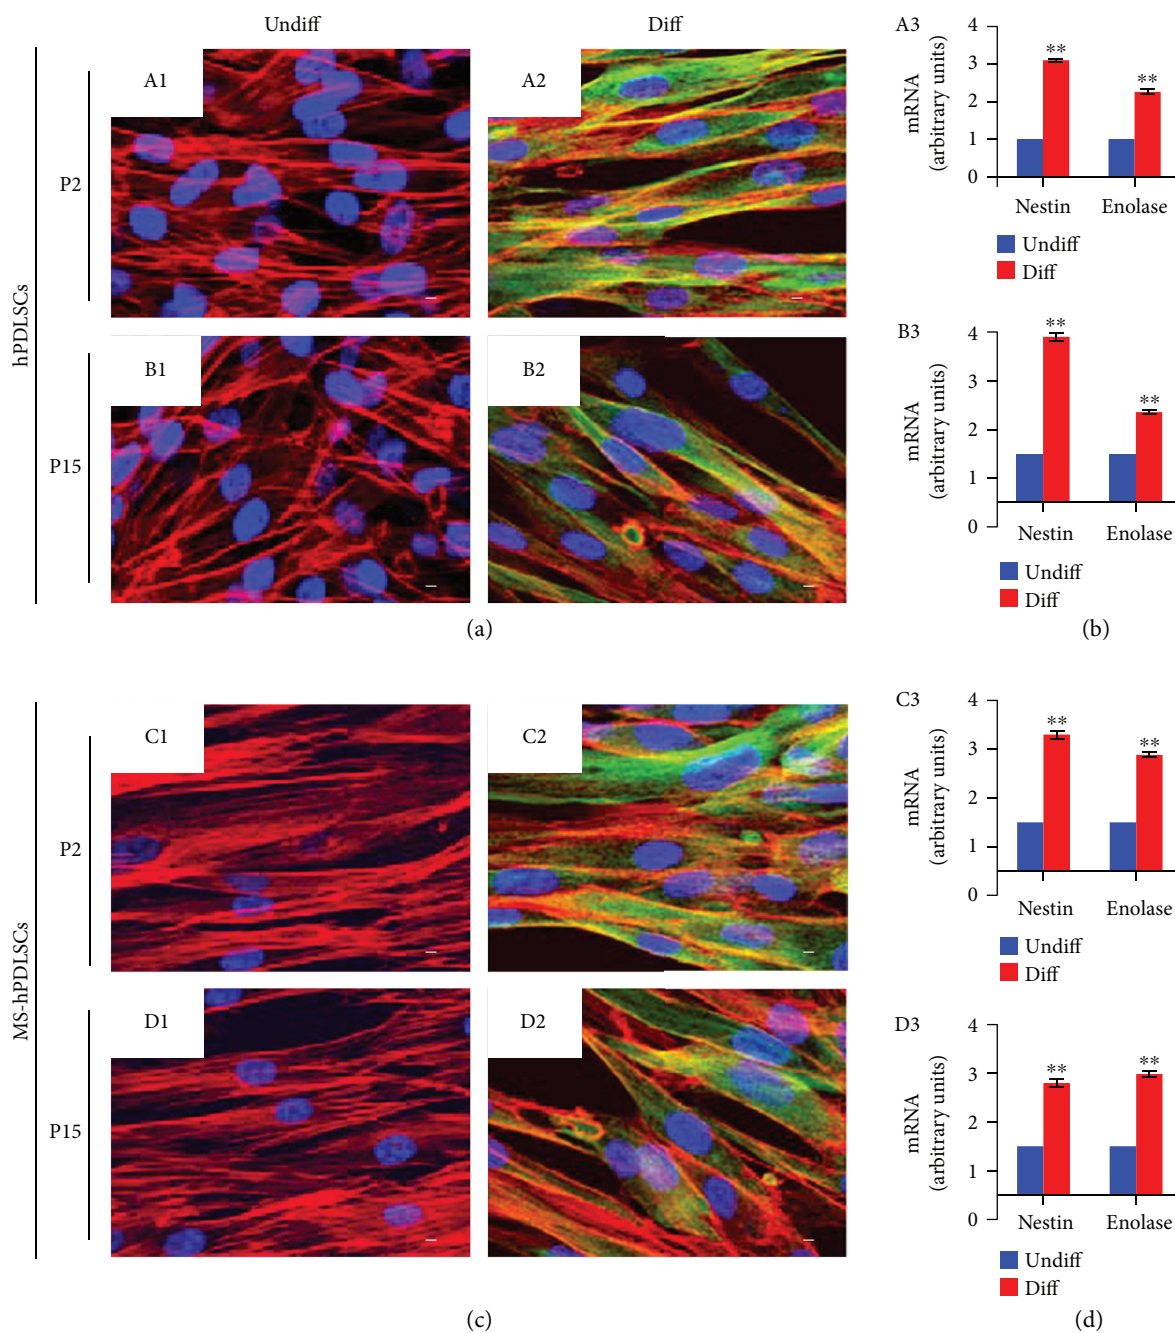 Undiff
Diff
hPDLSCs
P2
A1
A2
A3
mRNA
(arbitrary units)
4
3
2
1
0
**
**
Nestin
Enolase
Undiff
Diff
P15
B1
B2
B3
mRNA
(arbitrary units)
4
3
2
1
0
**
**
Nestin
Enolase
Undiff
Diff
(a)
(b)
MS-hPDLSCs
P2
C1
C2
C3
mRNA
(arbitrary units)
4
3
2
1
0
**
**
Nestin
Enolase
Undiff
Diff
P15
D1
D2
D3
mRNA
(arbitrary units)
4
3
2
1
0
**
**
Nestin
Enolase
Undiff
Diff
(c)
(d)